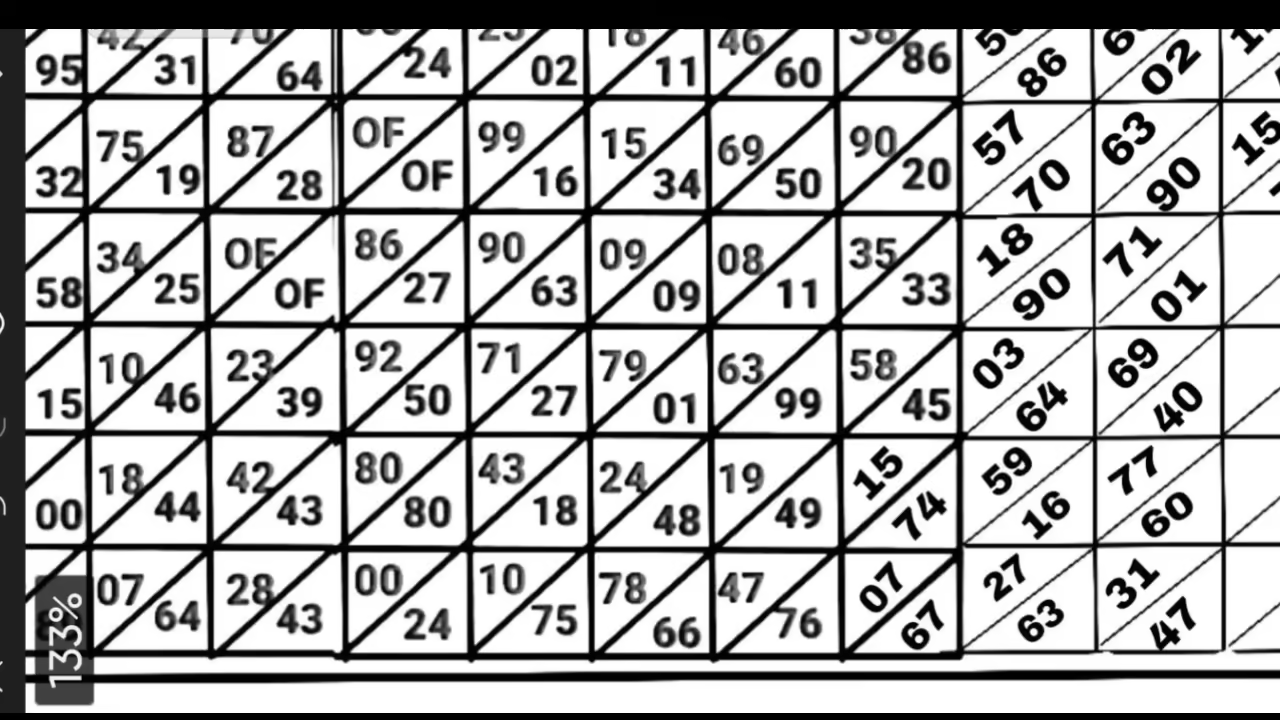 95 42 31 70 64 24 02 18 11 46 60 86 86 02
32 75 19 87 28 OF OF 99 16 15 34 69 50 90 20 57 70 63 90 15
58 34 25 OF OF 86 27 90 63 09 09 08 11 35 33 18 90 71 01
15 10 46 23 39 92 50 71 27 79 01 63 99 58 45 03 64 69 40
00 18 44 42 43 80 80 43 18 24 48 19 49 15 74 59 16 77 60
07 64 28 43 00 24 10 75 78 66 47 76 07 67 27 63 31 47
133%